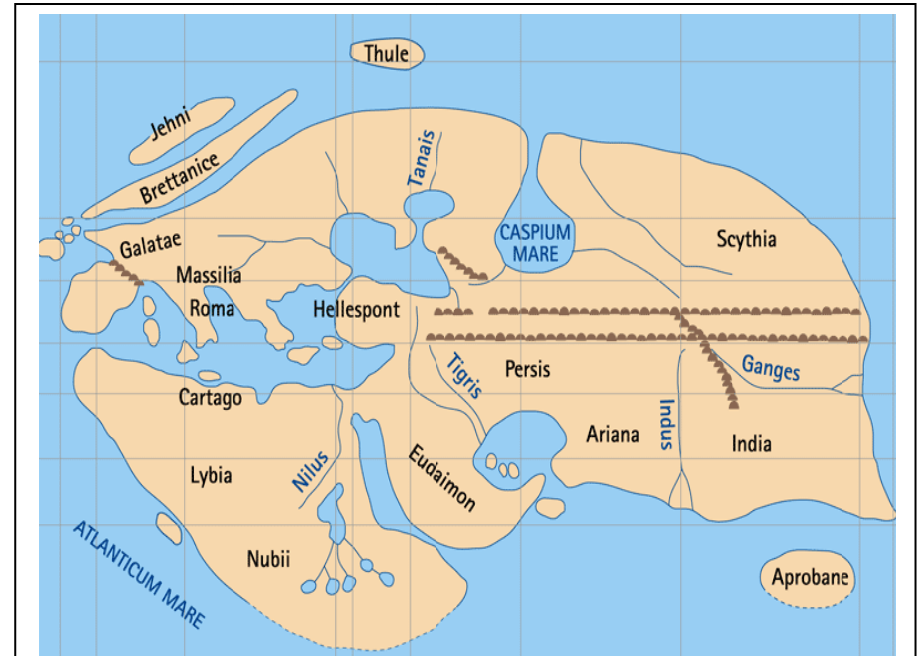 Thule
Jehni
Brettanice
Tanais
Galatae
CASPIUM
MARE
Scythia
Massilia
Roma
Hellespont
Persis
Tigris
Ganges
Cartago
Indus
Ariana
India
Lybia
Nilus
Eudaimon
ATLANTICUM MARE
Nubii
Aprobane